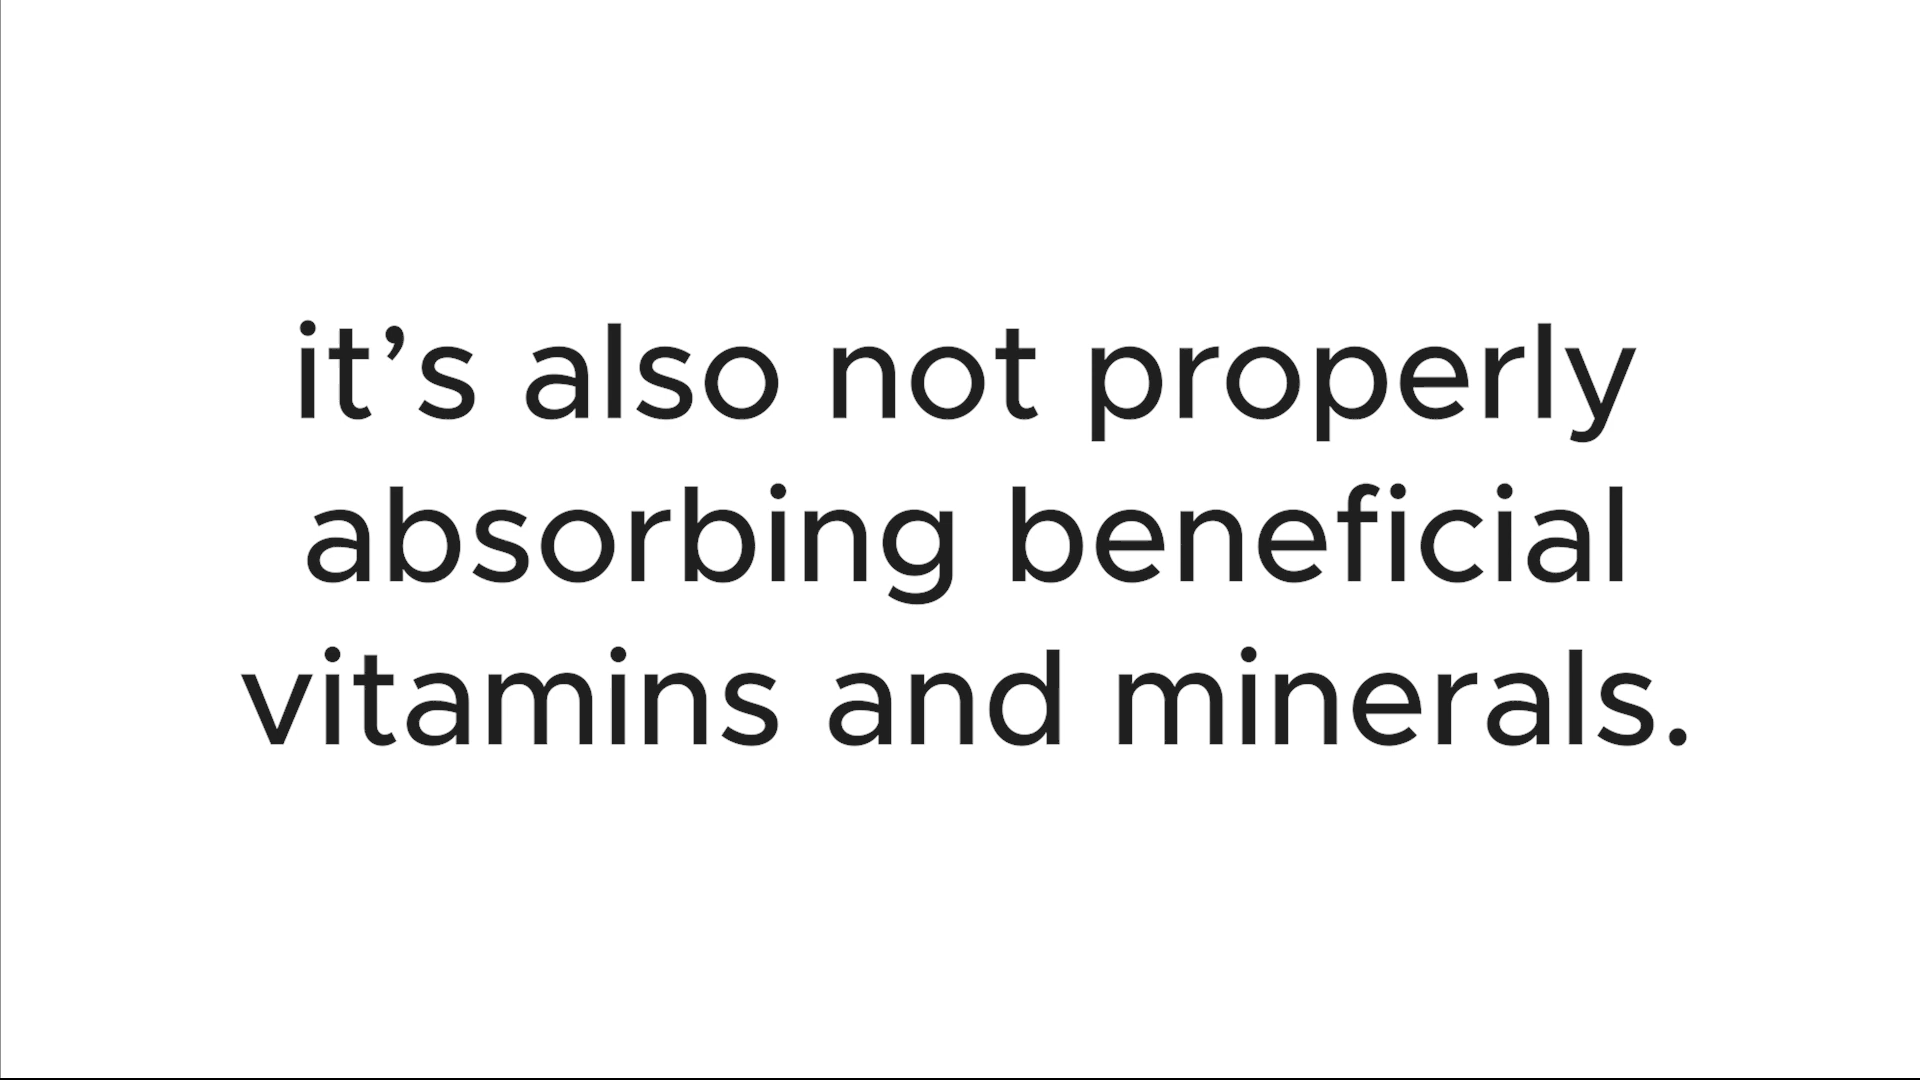 it’s also not properly
absorbing beneficial
vitamins and minerals.